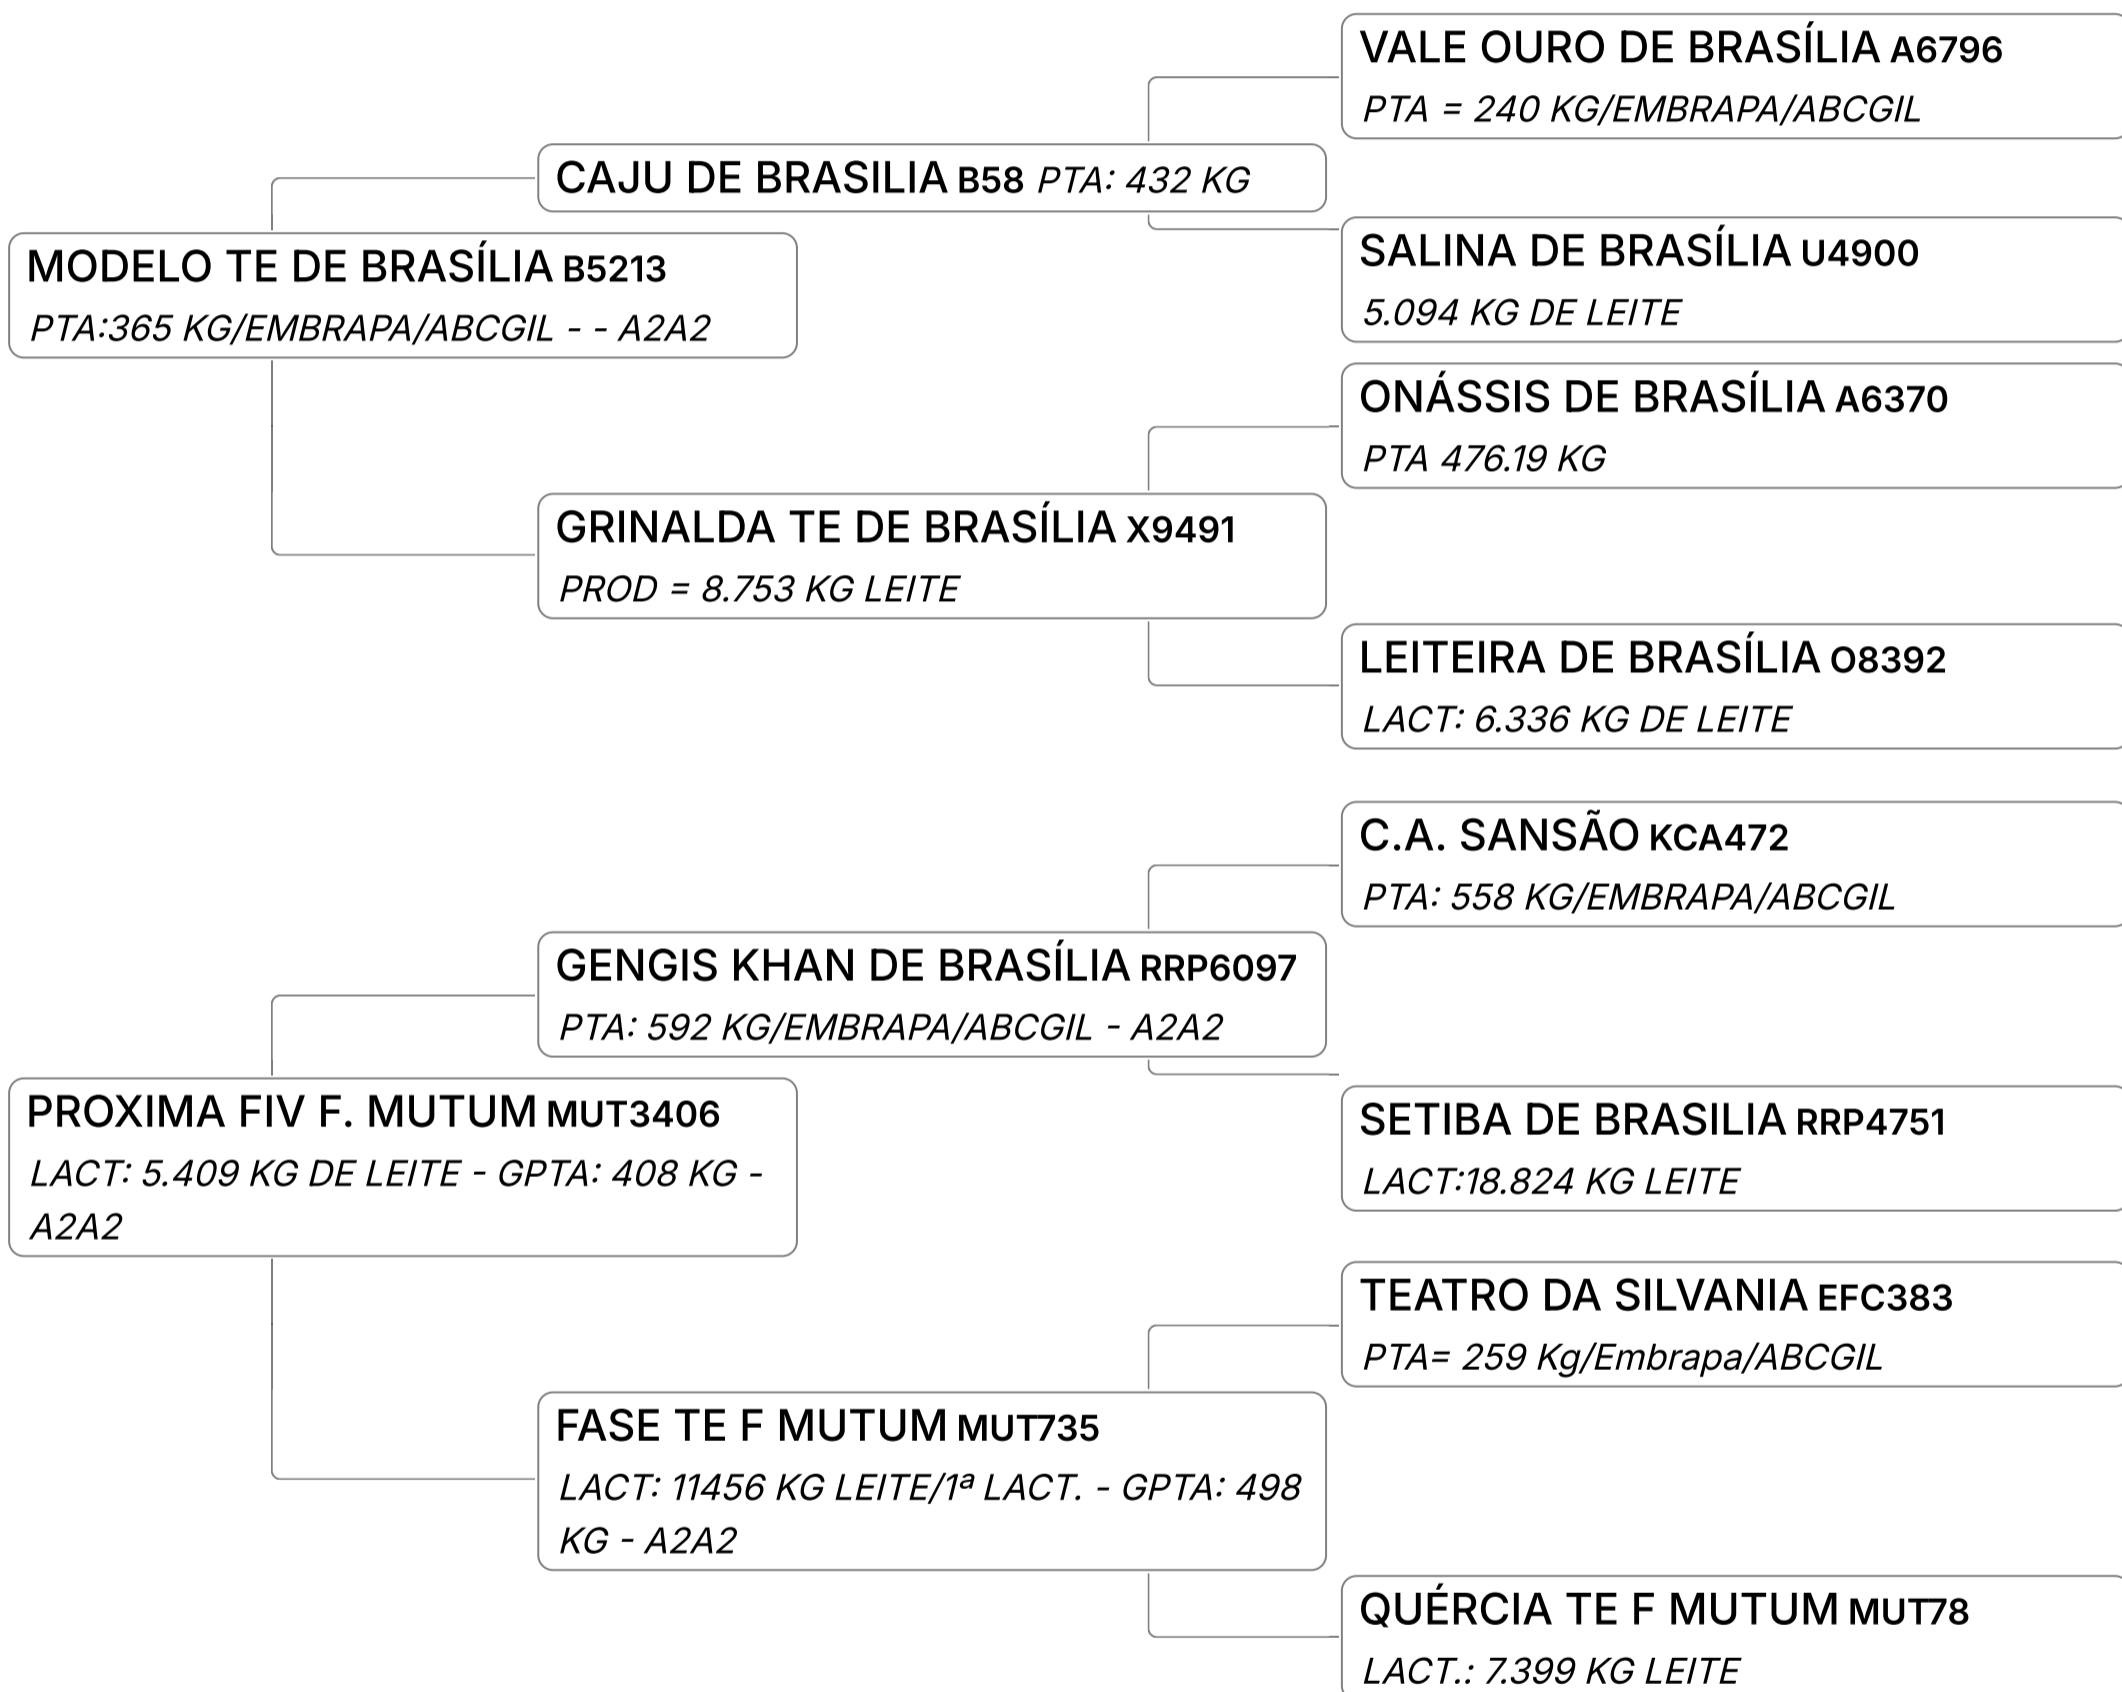 VALE OURO DE BRASÍLIA A6796
PTA = 240 KG/EMBRAPA/ABCGIL
CAJU DE BRASILIA B58 PTA: 432 KG
SALINA DE BRASÍLIA U4900
5.094 KG DE LEITE
MODELO TE DE BRASÍLIA B5213
PTA:365 KG/EMBRAPA/ABCGIL - - A2A2
ONÁSSIS DE BRASÍLIA A6370
PTA 476.19 KG
GRINALDA TE DE BRASÍLIA X9491
PROD = 8.753 KG LEITE
LEITEIRA DE BRASÍLIA O8392
LACT: 6.336 KG DE LEITE
C.A. SANSÃO KCA472
PTA: 558 KG/EMBRAPA/ABCGIL
GENGIS KHAN DE BRASÍLIA RRP6097
PTA: 592 KG/EMBRAPA/ABCGIL - A2A2
SETIBA DE BRASILIA RRP4751
LACT:18.824 KG LEITE
PROXIMA FIV F. MUTUM MUT3406
LACT: 5.409 KG DE LEITE - GPTA: 408 KG -
A2A2
TEATRO DA SILVANIA EFC383
PTA= 259 Kg/Embrapa/ABCGIL
FASE TE F MUTUM MUT735
LACT: 11456 KG LEITE/1ª LACT. - GPTA: 498
KG - A2A2
QUÉRCIA TE F MUTUM MUT78
LACT.: 7.399 KG LEITE